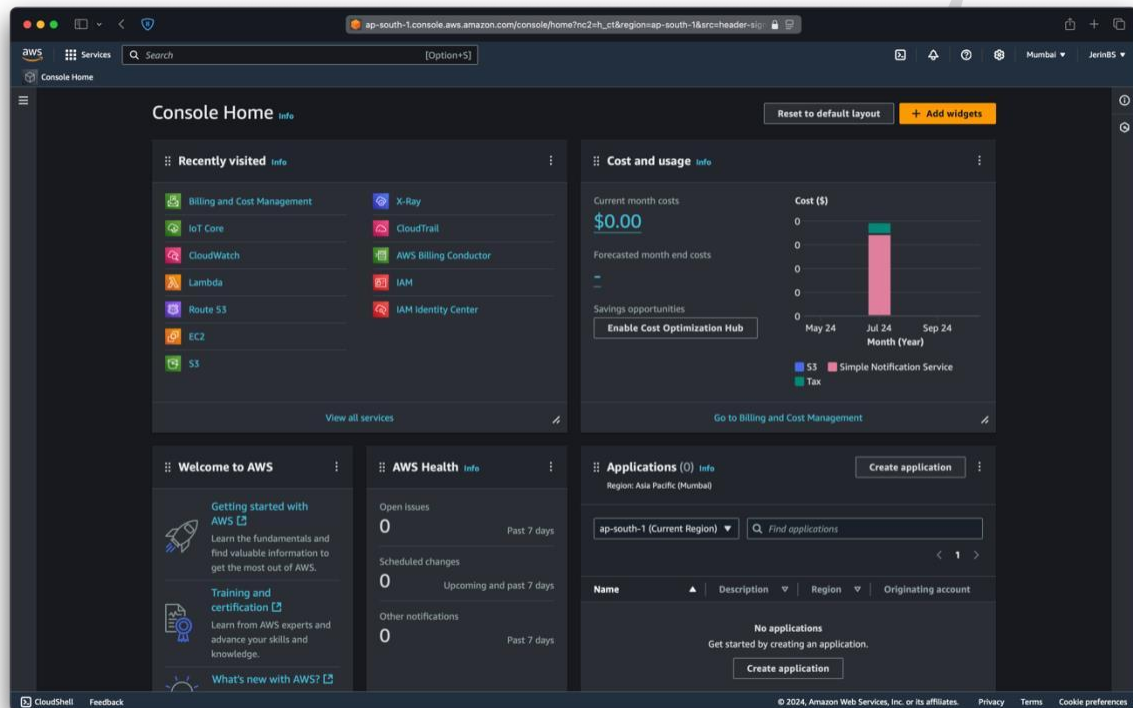 ap-south-1.console.aws.amazon.com/console/home?nc2=h_ct&region=ap-south-1&src=header-sig
aws
Services
Search
[Option+S]
Mumbai
JerinBS
Console Home
Console Home Info
Reset to default layout
+ Add widgets
Recently visited Info
Billing and Cost Management
IoT Core
CloudWatch
Lambda
Route 53
EC2
S3
X-Ray
CloudTrail
AWS Billing Conductor
IAM
IAM Identity Center
View all services
Cost and usage Info
Current month costs
$0.00
Forecasted month end costs
-
Savings opportunities
Enable Cost Optimization Hub
Cost ($)
0
0
0
0
0
May 24 Jul 24 Sep 24
Month (Year)
S3 Simple Notification Service
Tax
Go to Billing and Cost Management
Welcome to AWS
Getting started with
AWS
Learn the fundamentals and
find valuable information to
get the most out of AWS.
Training and
certification
Learn from AWS experts and
advance your skills and
knowledge.
What's new with AWS?
AWS Health Info
Open issues
0 Past 7 days
Scheduled changes
0 Upcoming and past 7 days
Other notifications
0 Past 7 days
Applications (0) Info
Region: Asia Pacific (Mumbai)
Create application
ap-south-1 (Current Region)
Find applications
1
Name Description Region Originating account
No applications
Get started by creating an application.
Create application
CloudShell Feedback
© 2024, Amazon Web Services, Inc. or its affiliates. Privacy Terms Cookie preferences